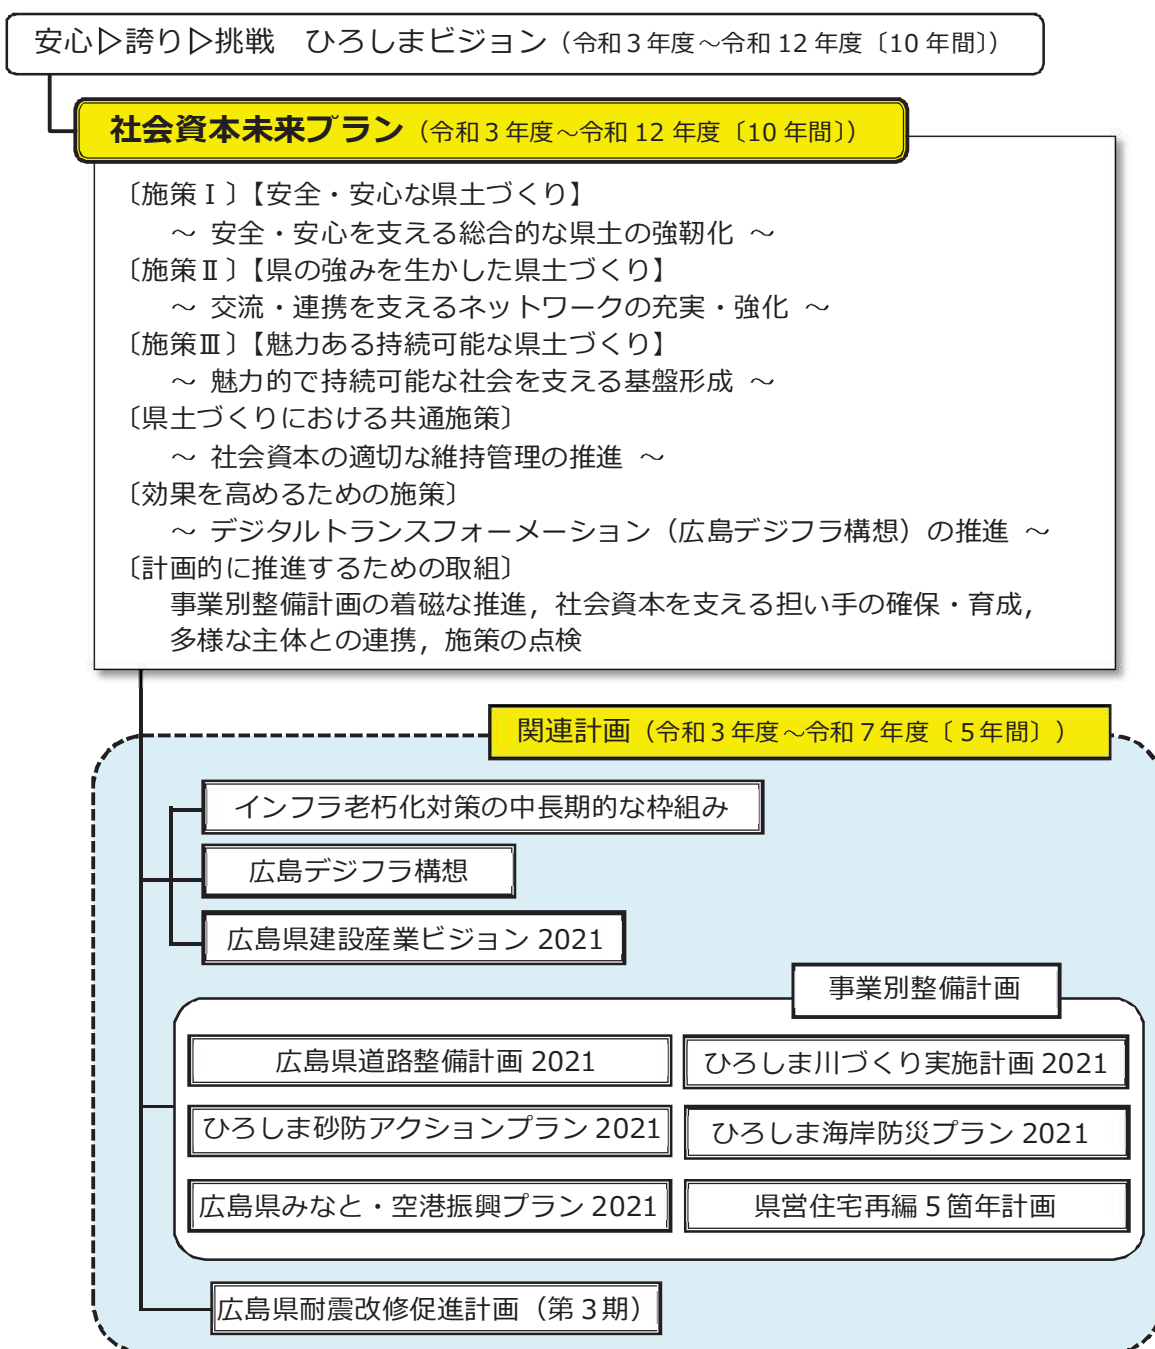 安心▷誇り▷挑戦　ひろしまビジョン（令和３年度～令和 12 年度〔10 年間〕）
社会資本未来プラン（令和３年度～令和 12 年度〔10 年間〕）
〔施策Ⅰ〕【安全・安心な県土づくり】
～ 安全・安心を支える総合的な県土の強靭化 ～
〔施策Ⅱ〕【県の強みを生かした県土づくり】
～ 交流・連携を支えるネットワークの充実・強化 ～
〔施策Ⅲ〕【魅力ある持続可能な県土づくり】
～ 魅力的で持続可能な社会を支える基盤形成 ～
〔県土づくりにおける共通施策〕
～ 社会資本の適切な維持管理の推進 ～
〔効果を高めるための施策〕
～ デジタルトランスフォーメーション（広島デジフラ構想）の推進 ～
〔計画的に推進するための取組〕
事業別整備計画の着磁な推進，社会資本を支える担い手の確保・育成，
多様な主体との連携，施策の点検
関連計画（令和３年度～令和７年度〔５年間〕）
インフラ老朽化対策の中長期的な枠組み
広島デジフラ構想
広島県建設産業ビジョン 2021
事業別整備計画
広島県道路整備計画 2021
ひろしま川づくり実施計画 2021
ひろしま砂防アクションプラン 2021
ひろしま海岸防災プラン 2021
広島県みなと・空港振興プラン 2021
県営住宅再編５箇年計画
広島県耐震改修促進計画（第３期）